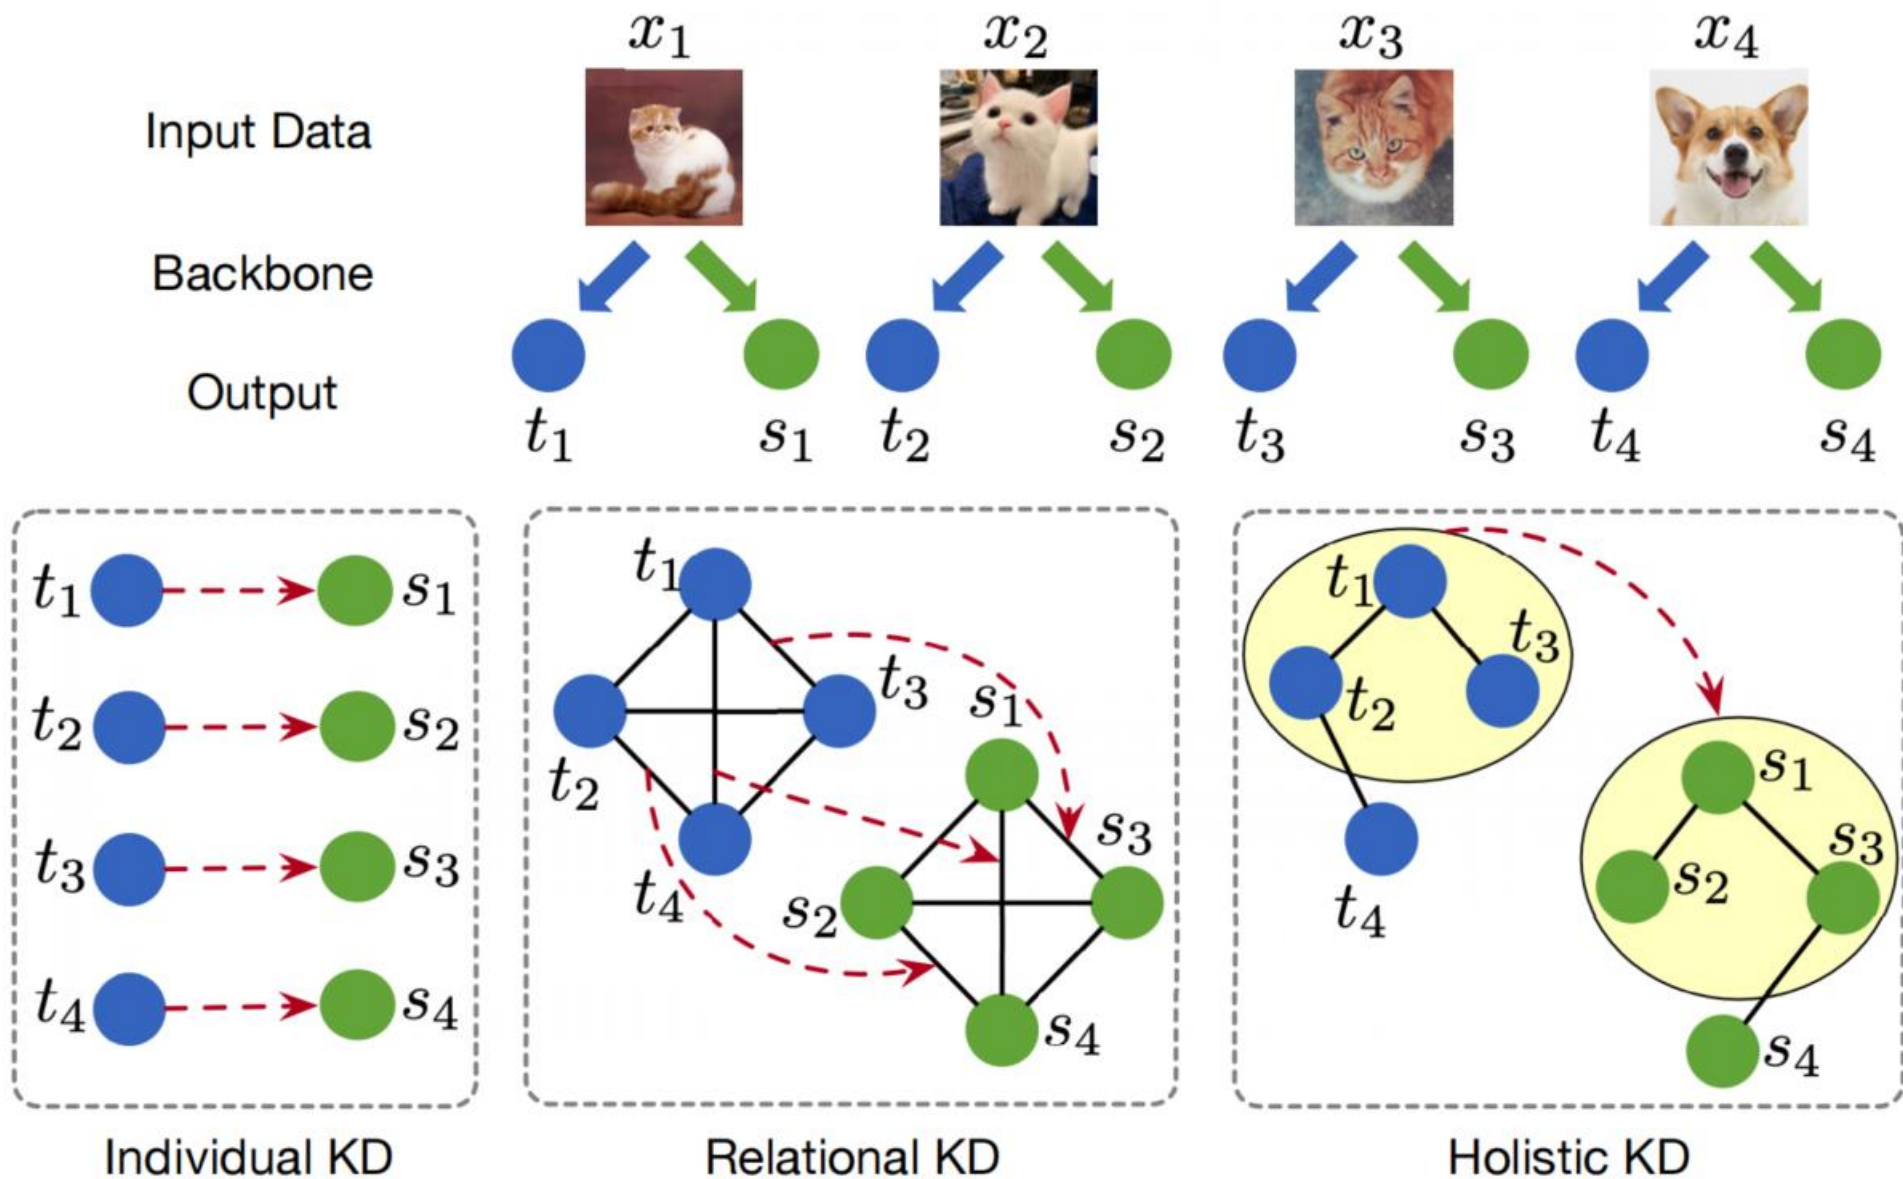 x1 x2 x3 x4
Input Data
Backbone
Output
t1 s1 t2 s2 t3 s3 t4 s4
t1 s1
t2 s2
t3 s3
t4 s4
Individual KD
t1
t3
s1
t2
s3
t4
s2
s4
Relational KD
t1
t3
t2
s1
s3
s2
t4
s4
Holistic KD